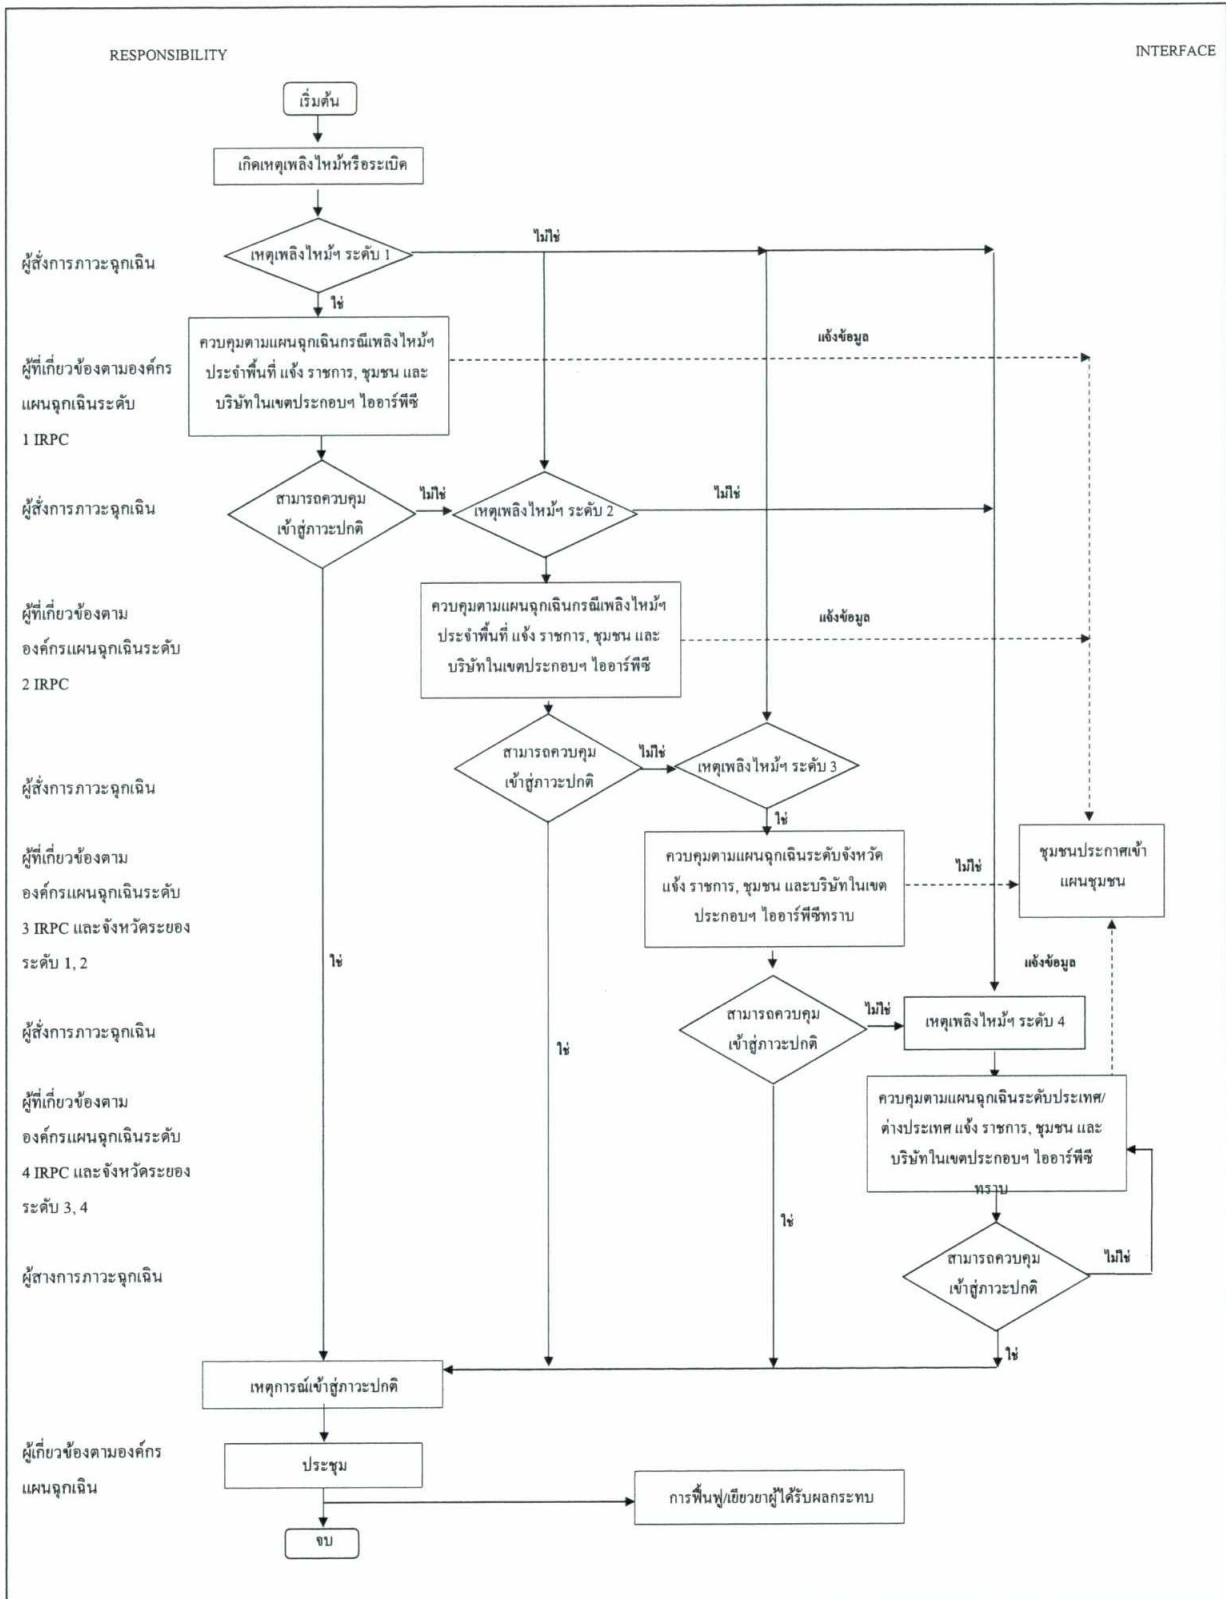 RESPONSIBILITY
INTERFACE
เริ่มต้น
เกิดเหตุเพลิงไหม้หรือระเบิด
ผู้สั่งการภาวะฉุกเฉิน
เหตุเพลิงไหม้ฯ ระดับ 1
ไม่ใช่
ใช่
ผู้ที่เกี่ยวข้องตามองค์กร
แผนฉุกเฉินระดับ
1 IRPC
ควบคุมตามแผนฉุกเฉินกรณีเพลิงไหม้ฯ
ประจำพื้นที่ แจ้ง ราชการ, ชุมชน และ
บริษัทในเขตประกอบฯ ไออาร์พีซี
แจ้งข้อมูล
ผู้สั่งการภาวะฉุกเฉิน
สามารถควบคุม
เข้าสู่ภาวะปกติ
ไม่ใช่
เหตุเพลิงไหม้ฯ ระดับ 2
ไม่ใช่
ผู้ที่เกี่ยวข้องตาม
องค์กรแผนฉุกเฉินระดับ
2 IRPC
ควบคุมตามแผนฉุกเฉินกรณีเพลิงไหม้ฯ
ประจำพื้นที่ แจ้ง ราชการ, ชุมชน และ
บริษัทในเขตประกอบฯ ไออาร์พีซี
แจ้งข้อมูล
ผู้สั่งการภาวะฉุกเฉิน
สามารถควบคุม
เข้าสู่ภาวะปกติ
ไม่ใช่
เหตุเพลิงไหม้ฯ ระดับ 3
ใช่
ผู้ที่เกี่ยวข้องตาม
องค์กรแผนฉุกเฉินระดับ
3 IRPC และจังหวัดระยอง
ระดับ 1, 2
ควบคุมตามแผนฉุกเฉินระดับจังหวัด
แจ้ง ราชการ, ชุมชน และบริษัทในเขต
ประกอบฯ ไออาร์พีซีทราบ
ไม่ใช่
ชุมชนประกาศเข้า
แผนชุมชน
ใช่
แจ้งข้อมูล
ผู้สั่งการภาวะฉุกเฉิน
สามารถควบคุม
เข้าสู่ภาวะปกติ
ไม่ใช่
เหตุเพลิงไหม้ฯ ระดับ 4
ใช่
ผู้ที่เกี่ยวข้องตาม
องค์กรแผนฉุกเฉินระดับ
4 IRPC และจังหวัดระยอง
ระดับ 3, 4
ควบคุมตามแผนฉุกเฉินระดับประเทศ/
ต่างประเทศ แจ้ง ราชการ, ชุมชน และ
บริษัทในเขตประกอบฯ ไออาร์พีซี
ทราบ
ใช่
ผู้สางการภาวะฉุกเฉิน
สามารถควบคุม
เข้าสู่ภาวะปกติ
ไม่ใช่
ใช่
เหตุการณ์เข้าสู่ภาวะปกติ
ผู้เกี่ยวข้องตามองค์กร
แผนฉุกเฉิน
ประชุม
การฟื้นฟู/เยียวยาผู้ได้รับผลกระทบ
จบ